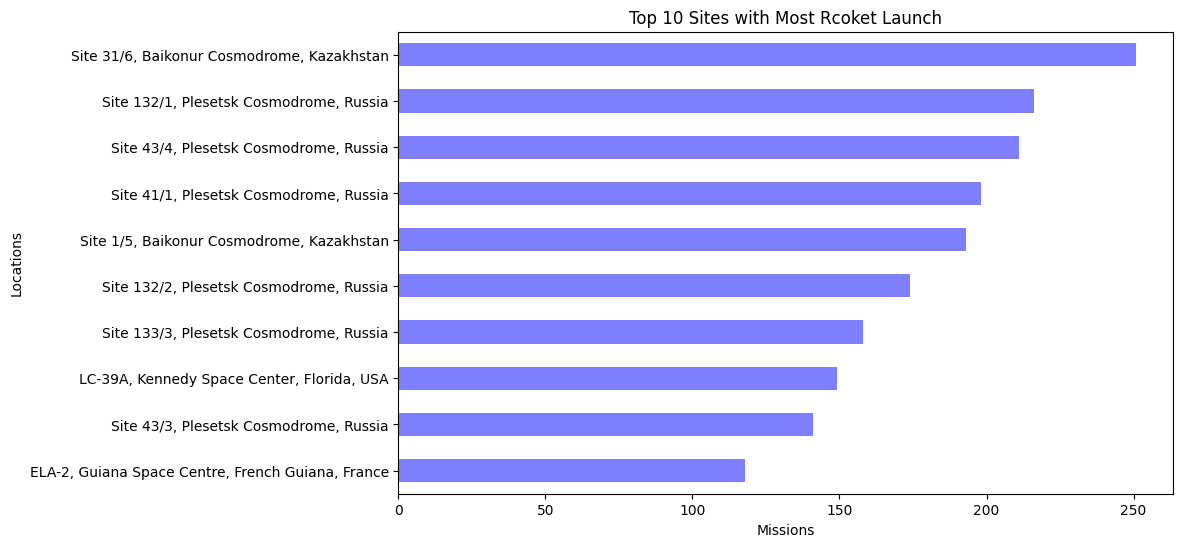 Top 10 Sites with Most Rcoket Launch
Locations
Site 31/6, Baikonur Cosmodrome, Kazakhstan
Site 132/1, Plesetsk Cosmodrome, Russia
Site 43/4, Plesetsk Cosmodrome, Russia
Site 41/1, Plesetsk Cosmodrome, Russia
Site 1/5, Baikonur Cosmodrome, Kazakhstan
Site 132/2, Plesetsk Cosmodrome, Russia
Site 133/3, Plesetsk Cosmodrome, Russia
LC-39A, Kennedy Space Center, Florida, USA
Site 43/3, Plesetsk Cosmodrome, Russia
ELA-2, Guiana Space Centre, French Guiana, France
0 50 100 150 200 250
Missions